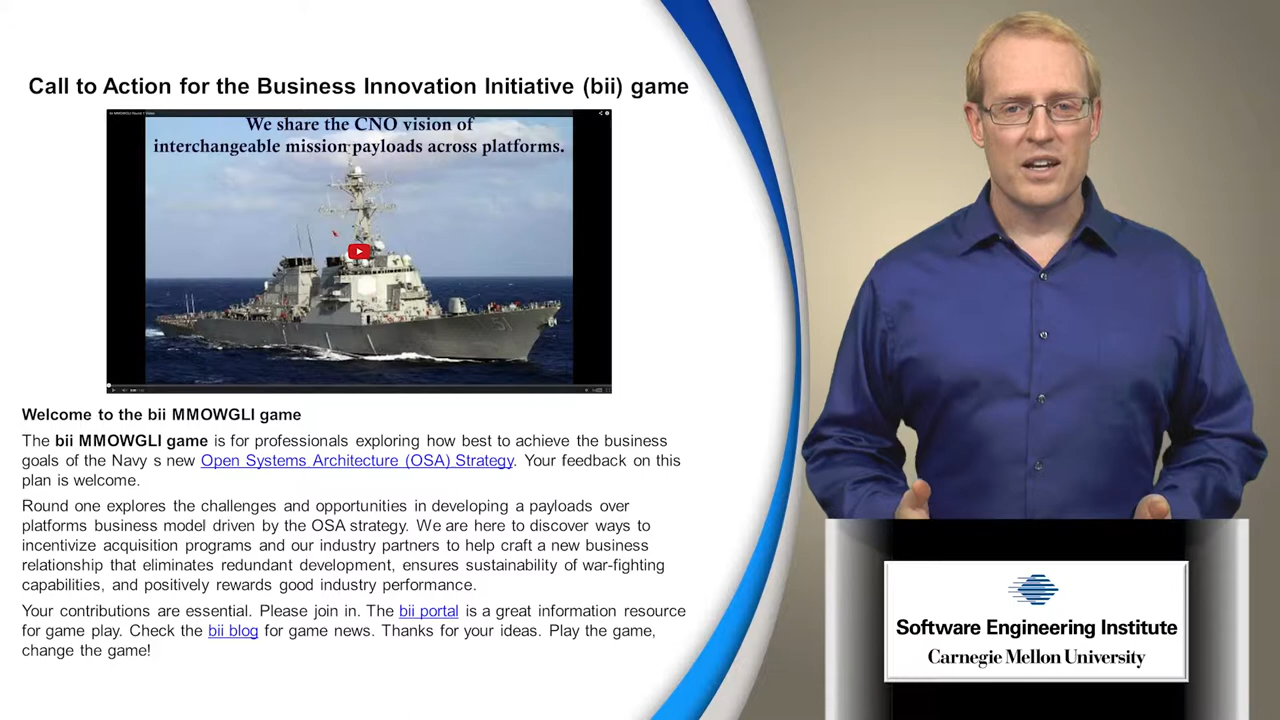 Call to Action for the Business Innovation Initiative (bii) game
We share the CNO vision of
interchangeable mission payloads across platforms.
51
Welcome to the bii MMOWGLI game
The bii MMOWGLI game is for professionals exploring how best to achieve the business
goals of the Navy s new Open Systems Architecture (OSA) Strategy. Your feedback on this
plan is welcome.
Round one explores the challenges and opportunities in developing a payloads over
platforms business model driven by the OSA strategy. We are here to discover ways to
incentivize acquisition programs and our industry partners to help craft a new business
relationship that eliminates redundant development, ensures sustainability of war-fighting
capabilities, and positively rewards good industry performance.
Your contributions are essential. Please join in. The bii portal is a great information resource
for game play. Check the bii blog for game news. Thanks for your ideas. Play the game,
change the game!
Software Engineering Institute
Carnegie Mellon University